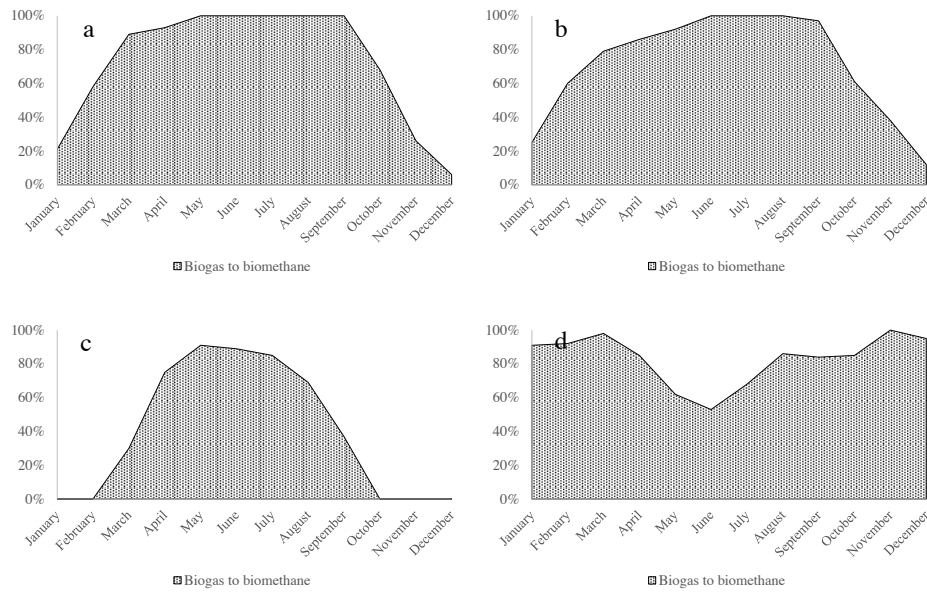 a
100%
80%
60%
40%
20%
0%
January
February
March
April
May
June
July
August
September
October
November
December
Biogas to biomethane
b
100%
80%
60%
40%
20%
0%
January
February
March
April
May
June
July
August
September
October
November
December
Biogas to biomethane
c
100%
80%
60%
40%
20%
0%
January
February
March
April
May
June
July
August
September
October
November
December
Biogas to biomethane
d
100%
80%
60%
40%
20%
0%
January
February
March
April
May
June
July
August
September
October
November
December
Biogas to biomethane